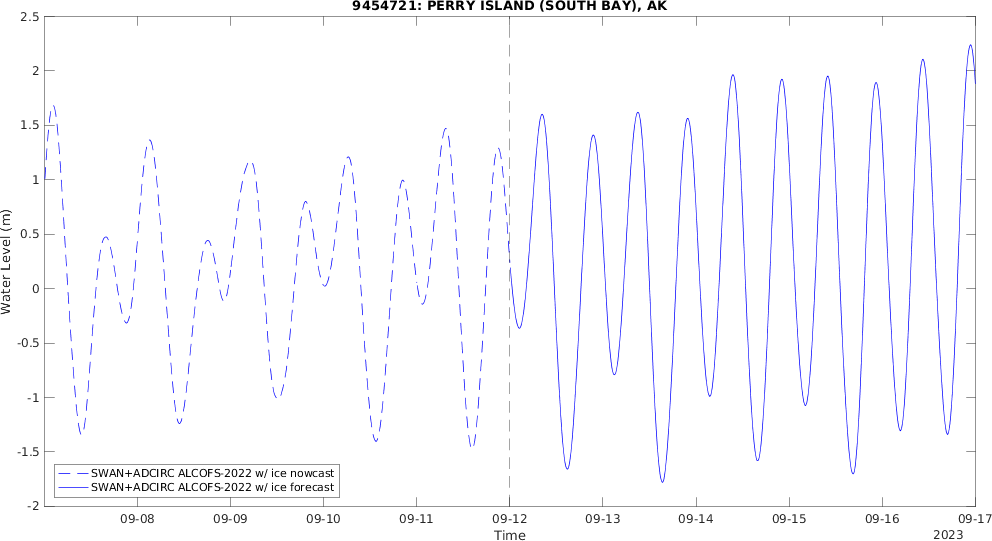 9454721: PERRY ISLAND (SOUTH BAY), AK
2.5
2
1.5
1
0.5
0
-0.5
-1
-1.5
-2
Water Level (m)
SWAN+ADCIRC ALCOFS-2022 w/ ice nowcast
SWAN+ADCIRC ALCOFS-2022 w/ ice forecast
09-08 09-09 09-10 09-11 09-12 09-13 09-14 09-15 09-16 09-17
Time
2023